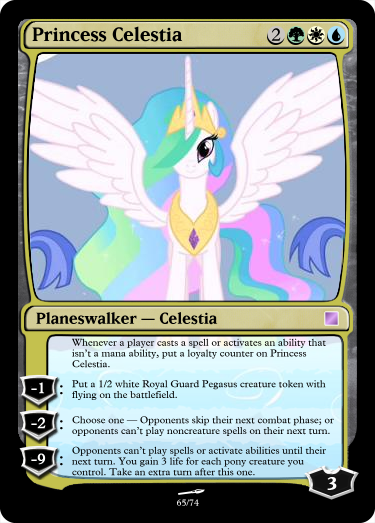 Princess Celestia 2
Planeswalker — Celestia
Whenever a player casts a spell or activates an ability that
isn't a mana ability, put a loyalty counter on Princess
Celestia.
-1: Put a 1/2 white Royal Guard Pegasus creature token with
flying on the battlefield.
-2: Choose one — Opponents skip their next combat phase; or
opponents can't play noncreature spells on their next turn.
-9: Opponents can't play spells or activate abilities until their
next turn. You gain 3 life for each pony creature you
control. Take an extra turn after this one.
3
65/74